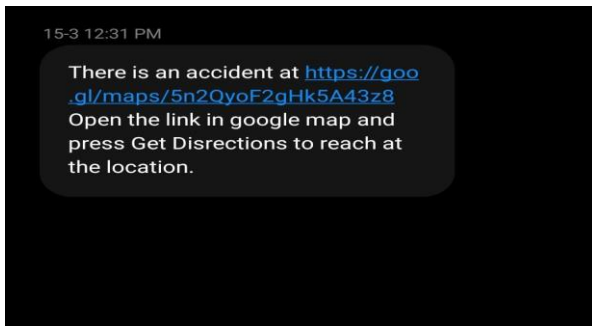 15-3 12:31 PM
There is an accident at https://goo
.gl/maps/5n2QyoF2gHk5A43z8
Open the link in google map and
press Get Disrections to reach at
the location.